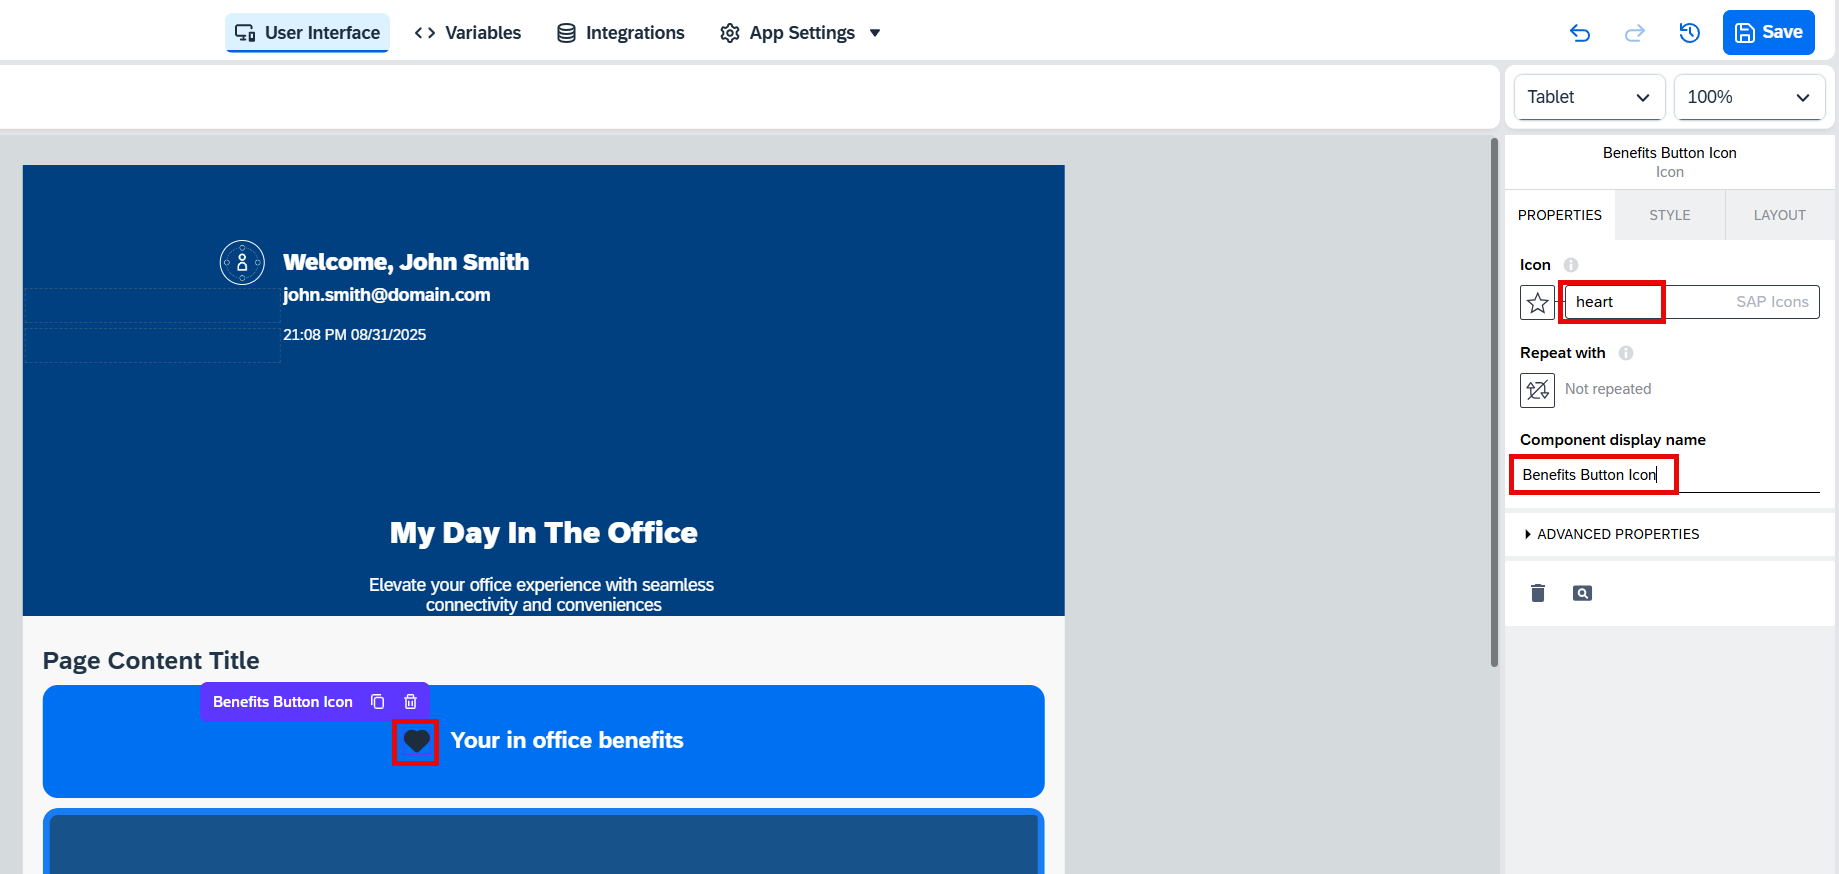 User Interface
Variables
Integrations
App Settings
Save
Tablet
100%
Benefits Button Icon
Icon
PROPERTIES
STYLE
LAYOUT
Icon
heart
SAP Icons
Repeat with
Not repeated
Component display name
Benefits Button Icon
ADVANCED PROPERTIES
Welcome, John Smith
john.smith@domain.com
21:08 PM 08/31/2025
My Day In The Office
Elevate your office experience with seamless
connectivity and conveniences
Page Content Title
Benefits Button Icon
Your in office benefits